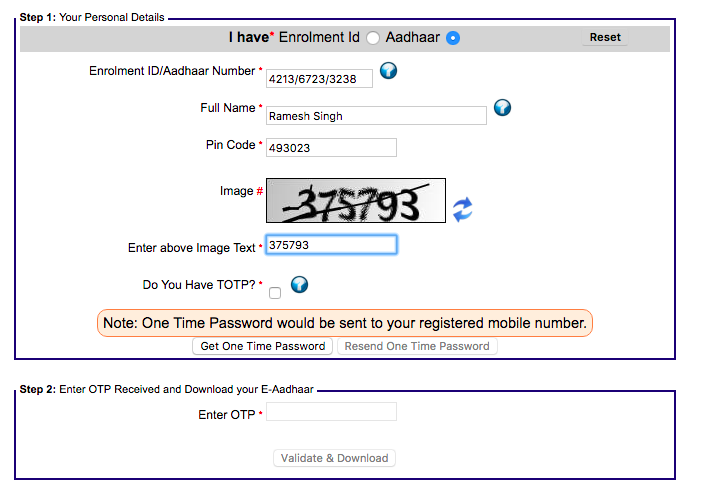 Step 1: Your Personal Details
I have* Enrolment Id Aadhaar Reset
Enrolment ID/Aadhaar Number * 4213/6723/3238
Full Name * Ramesh Singh
Pin Code * 493023
Image # 375793
Enter above Image Text * 375793
Do You Have TOTP? *
Note: One Time Password would be sent to your registered mobile number.
Get One Time Password Resend One Time Password
Step 2: Enter OTP Received and Download your E-Aadhaar
Enter OTP *
Validate & Download